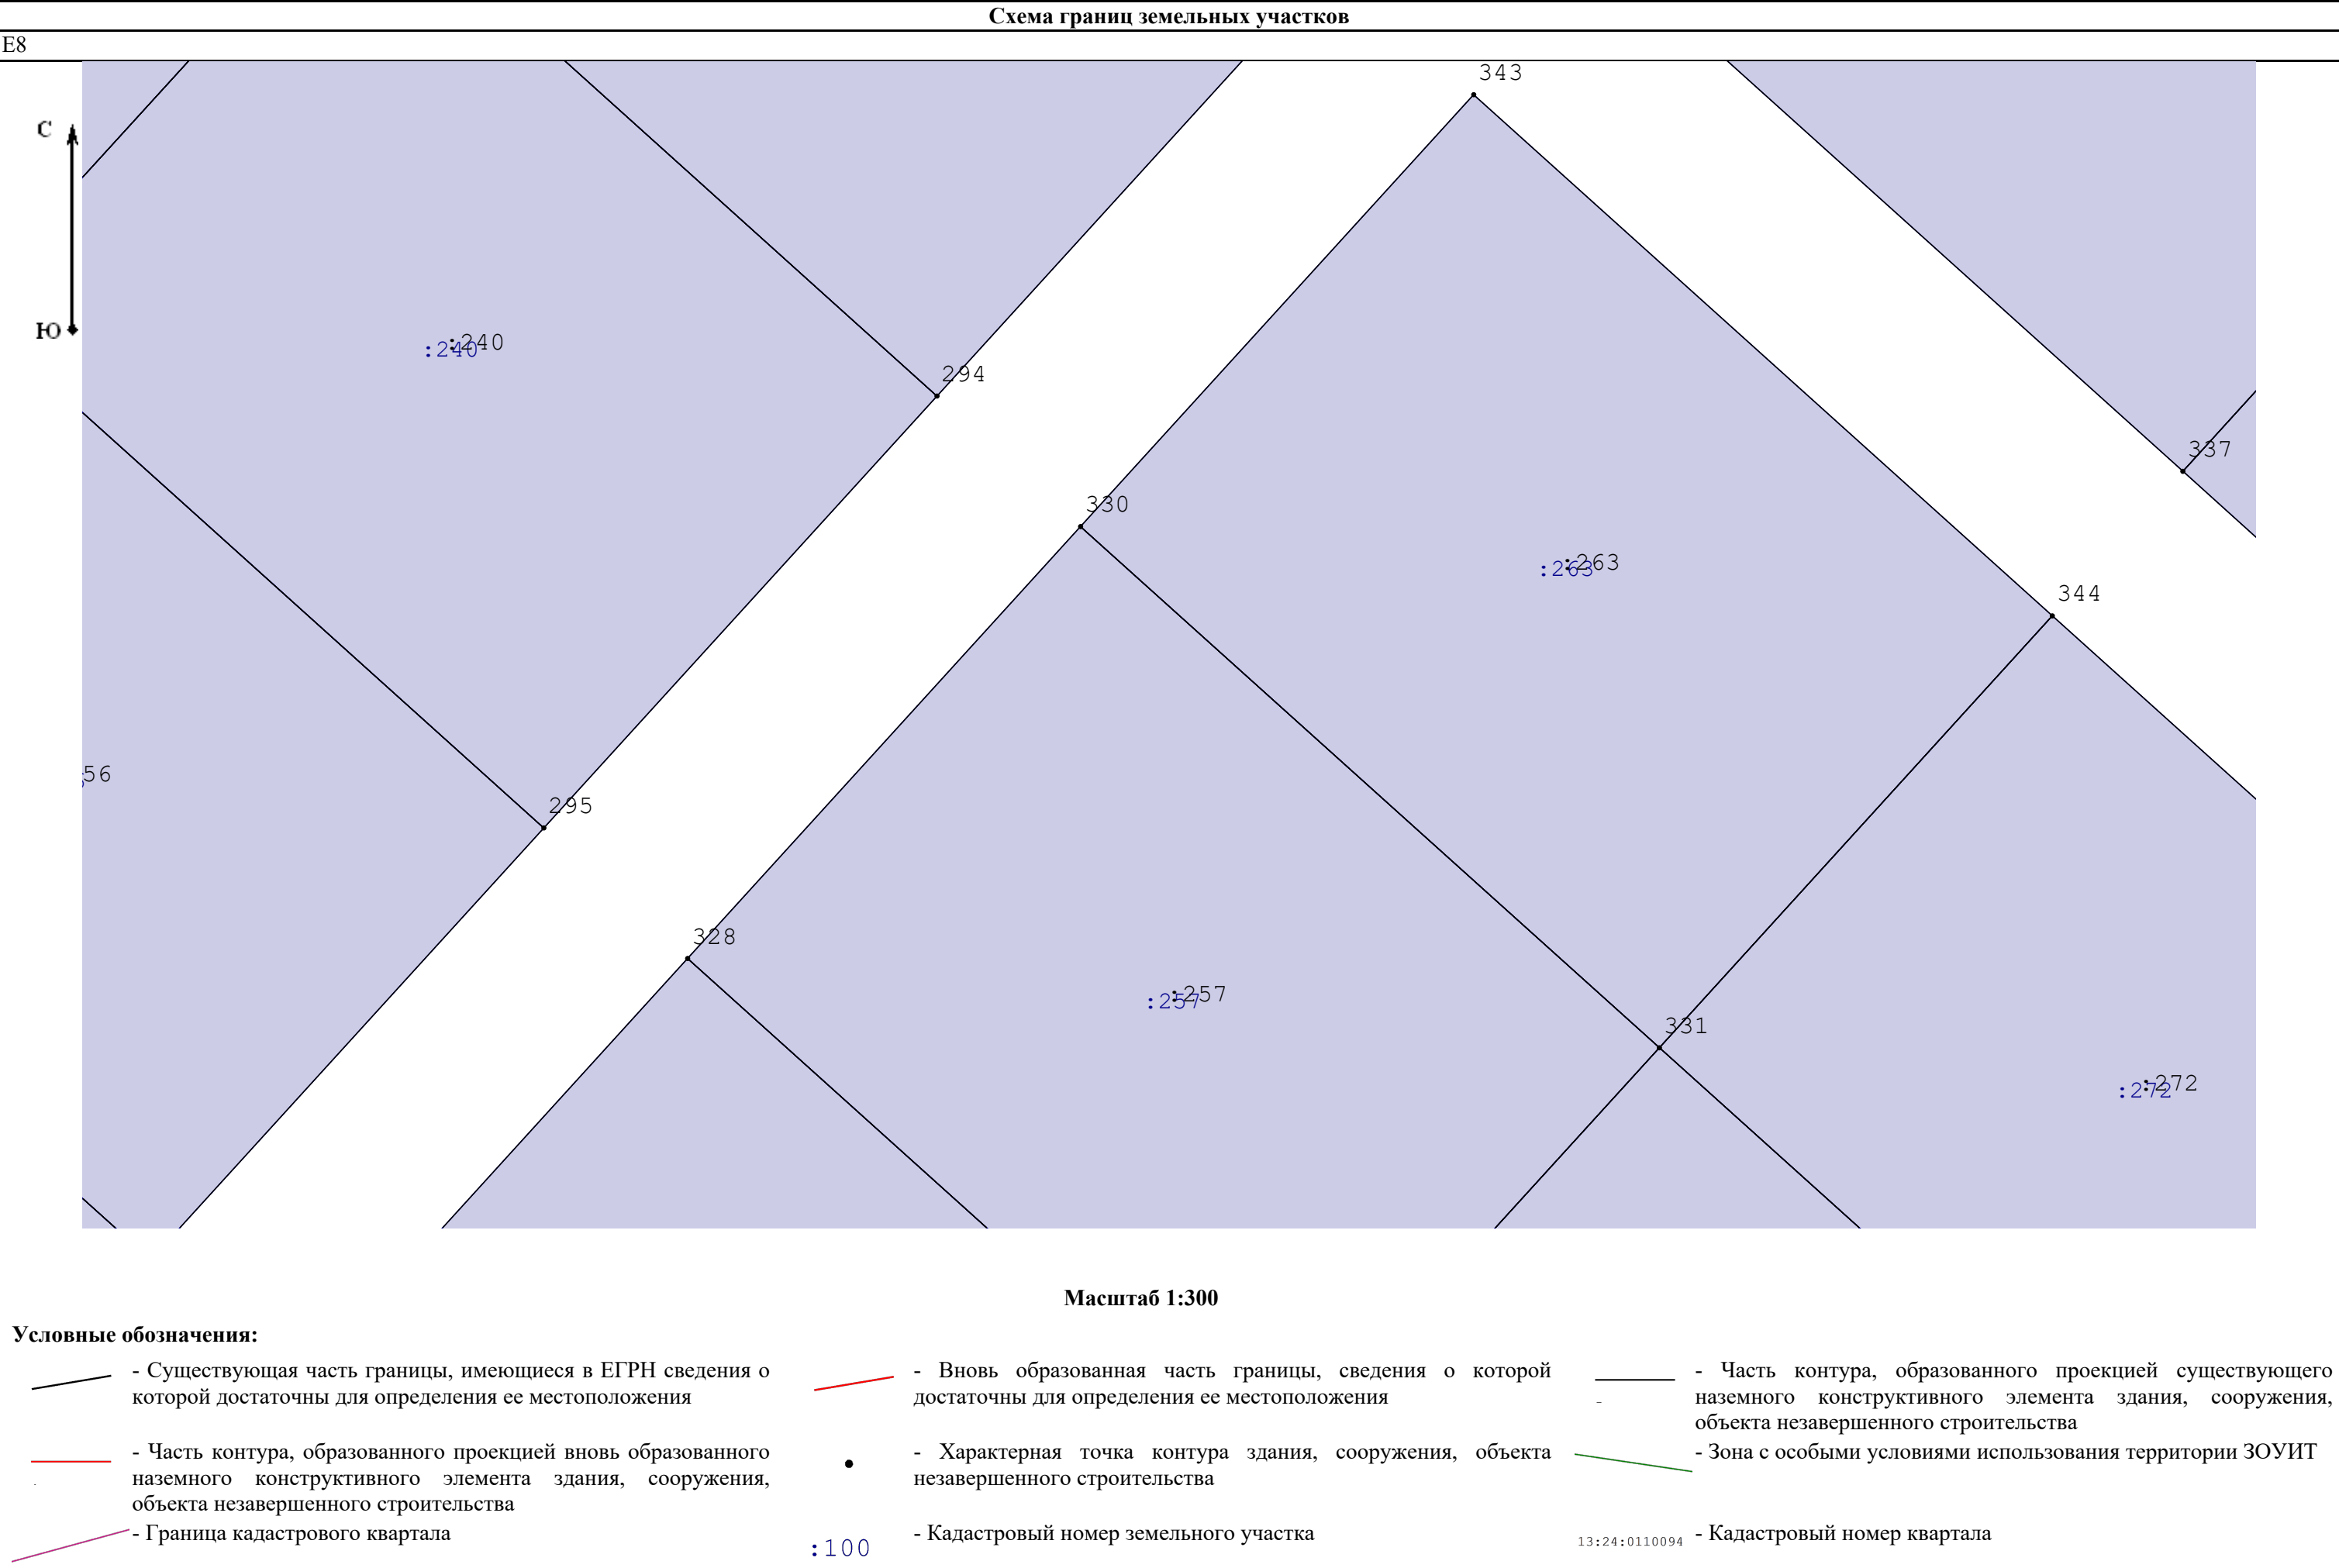 Схема границ земельных участков
E8
343
С
Ю
:240
:240
294
337
330
:263
:263
344
56
295
328
:257
:257
331
:272
:272
Масштаб 1:300
Условные обозначения:
- Существующая часть границы, имеющиеся в ЕГРН сведения о
которой достаточны для определения ее местоположения
- Вновь образованная часть границы, сведения о которой
достаточны для определения ее местоположения
- Часть контура, образованного проекцией существующего
наземного конструктивного элемента здания, сооружения,
объекта незавершенного строительства
- Часть контура, образованного проекцией вновь образованного
наземного конструктивного элемента здания, сооружения,
объекта незавершенного строительства
- Характерная точка контура здания, сооружения, объекта
незавершенного строительства
- Зона с особыми условиями использования территории ЗОУИТ
- Граница кадастрового квартала
:100
- Кадастровый номер земельного участка
13:24:0110094
- Кадастровый номер квартала